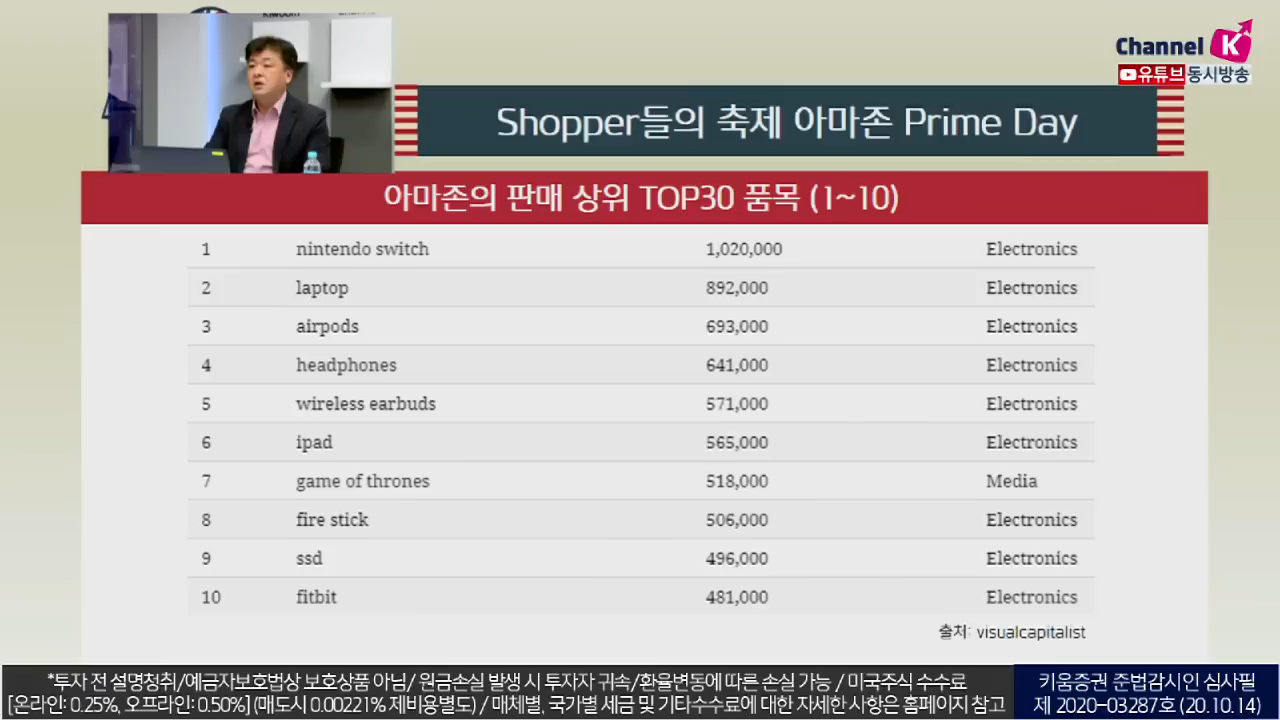 Channel K
유튜브 동시방송
Shopper들의 축제 아마존 Prime Day
아마존의 판매 상위 TOP30 품목 (1~10)
1 nintendo switch 1,020,000 Electronics
2 laptop 892,000 Electronics
3 airpods 693,000 Electronics
4 headphones 641,000 Electronics
5 wireless earbuds 571,000 Electronics
6 ipad 565,000 Electronics
7 game of thrones 518,000 Media
8 fire stick 506,000 Electronics
9 ssd 496,000 Electronics
10 fitbit 481,000 Electronics
출처: visualcapitalist
*투자 전 설명청취/예금자보호법상 보호상품 아님/ 원금손실 발생 시 투자자 귀속/환율변동에 따른 손실 가능 / 미국주식 수수료
[온라인: 0.25%, 오프라인: 0.50%] (매도시 0.00221% 제비용별도) / 매체별, 국가별 세금 및 기타수수료에 대한 자세한 사항은 홈페이지 참고
키움증권 준법감시인 심사필
제 2020-03287호 (20.10.14)